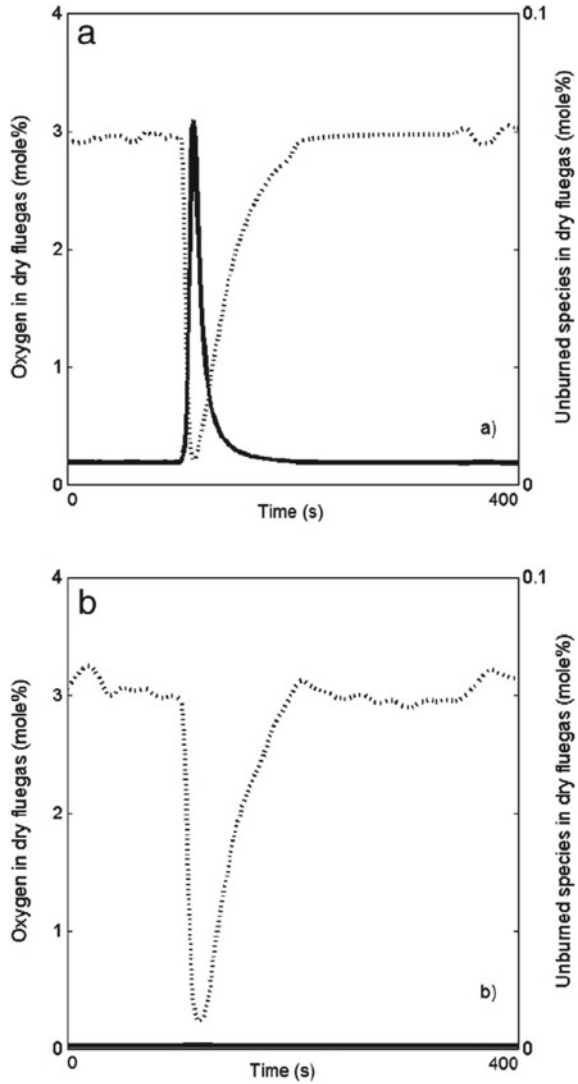 a
4
3
2
1
0
Oxygen in dry fluegas (mole%)
0.1
0
Unburned species in dry fluegas (mole%)
a)
0
Time (s)
400
b
4
3
2
1
0
Oxygen in dry fluegas (mole%)
0.1
0
Unburned species in dry fluegas (mole%)
b)
0
Time (s)
400